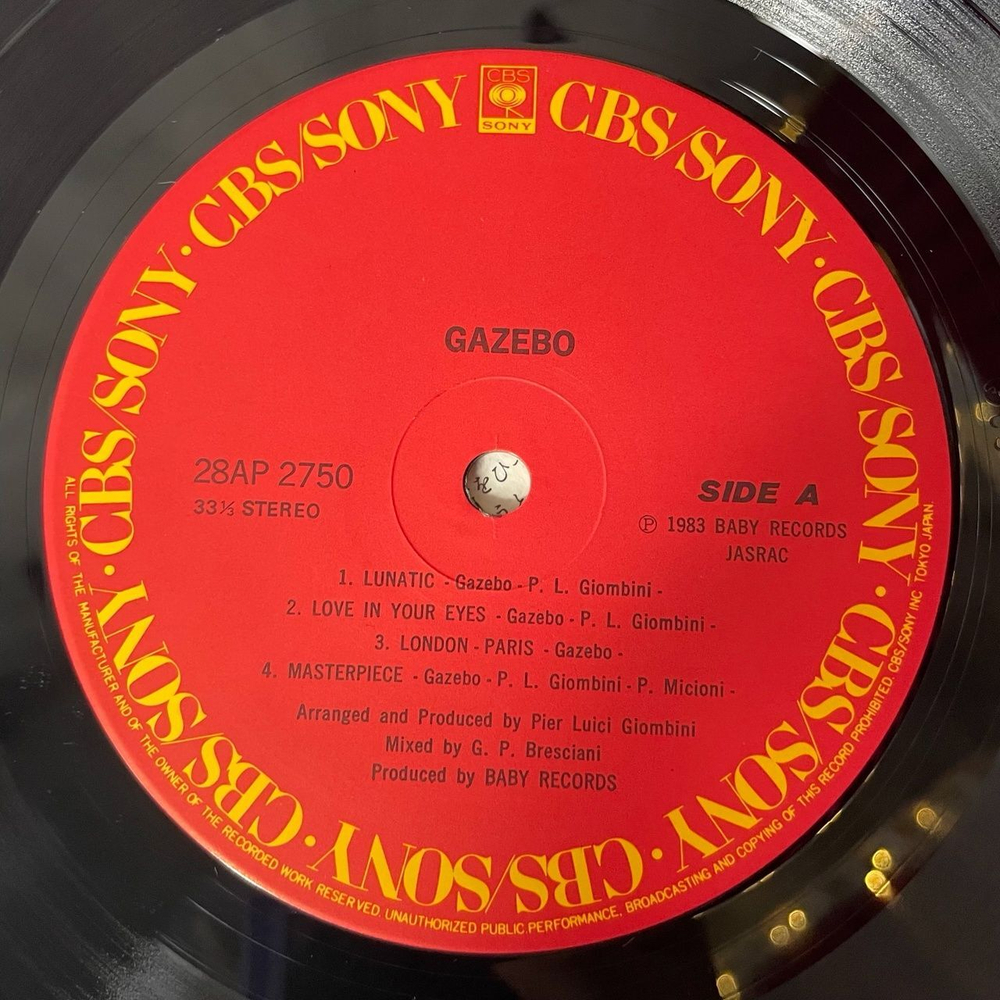 CBS
SONY
CBS/SONY · CBS/SONY · CBS/SONY · CBS/SONY · CBS/SONY · CBS/SONY · CBS/SONY · CBS/SONY · CBS/SONY · CBS/SONY
GAZEBO
28AP 2750
33⅓ STEREO
SIDE A
Ⓟ 1983 BABY RECORDS
JASRAC
1. LUNATIC - Gazebo - P. L. Giombini -
2. LOVE IN YOUR EYES - Gazebo - P. L. Giombini -
3. LONDON - PARIS - Gazebo -
4. MASTERPIECE - Gazebo - P. L. Giombini - P. Micioni -
Arranged and Produced by Pier Luici Giombini
Mixed by G. P. Bresciani
Produced by BABY RECORDS
ALL RIGHTS OF THE MANUFACTURER AND OF THE OWNER OF THE RECORDED WORK RESERVED. UNAUTHORIZED PUBLIC PERFORMANCE. BROADCASTING AND COPYING OF THIS RECORD PROHIBITED. CBS/SONY INC TOKYO JAPAN.